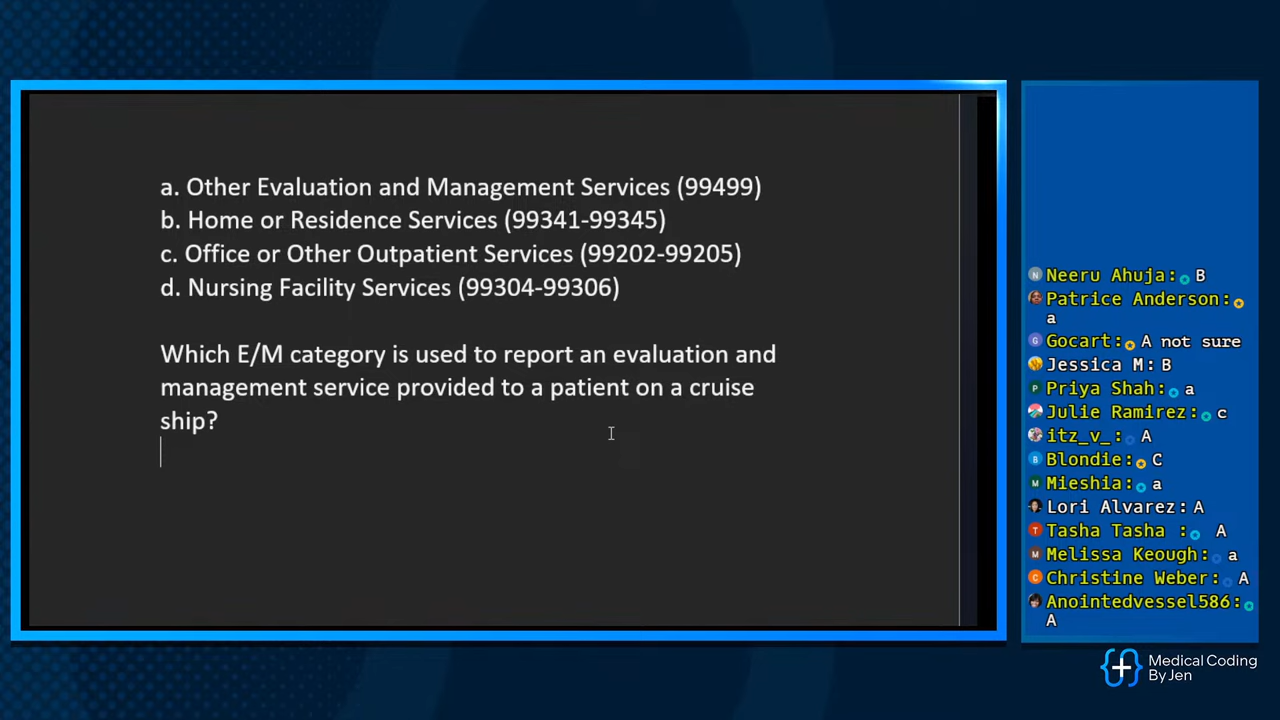 a. Other Evaluation and Management Services (99499)
b. Home or Residence Services (99341-99345)
c. Office or Other Outpatient Services (99202-99205)
d. Nursing Facility Services (99304-99306)
Which E/M category is used to report an evaluation and
management service provided to a patient on a cruise
ship?
N Neeru Ahuja: B
Patrice Anderson:
a
G Gocart: A not sure
Jessica M: B
P Priya Shah: a
Julie Ramirez: c
itz_v_: A
B Blondie: C
M Mieshia: a
Lori Alvarez: A
T Tasha Tasha : A
M Melissa Keough: a
C Christine Weber: A
Anointedvessel586:
A
Medical Coding
By Jen